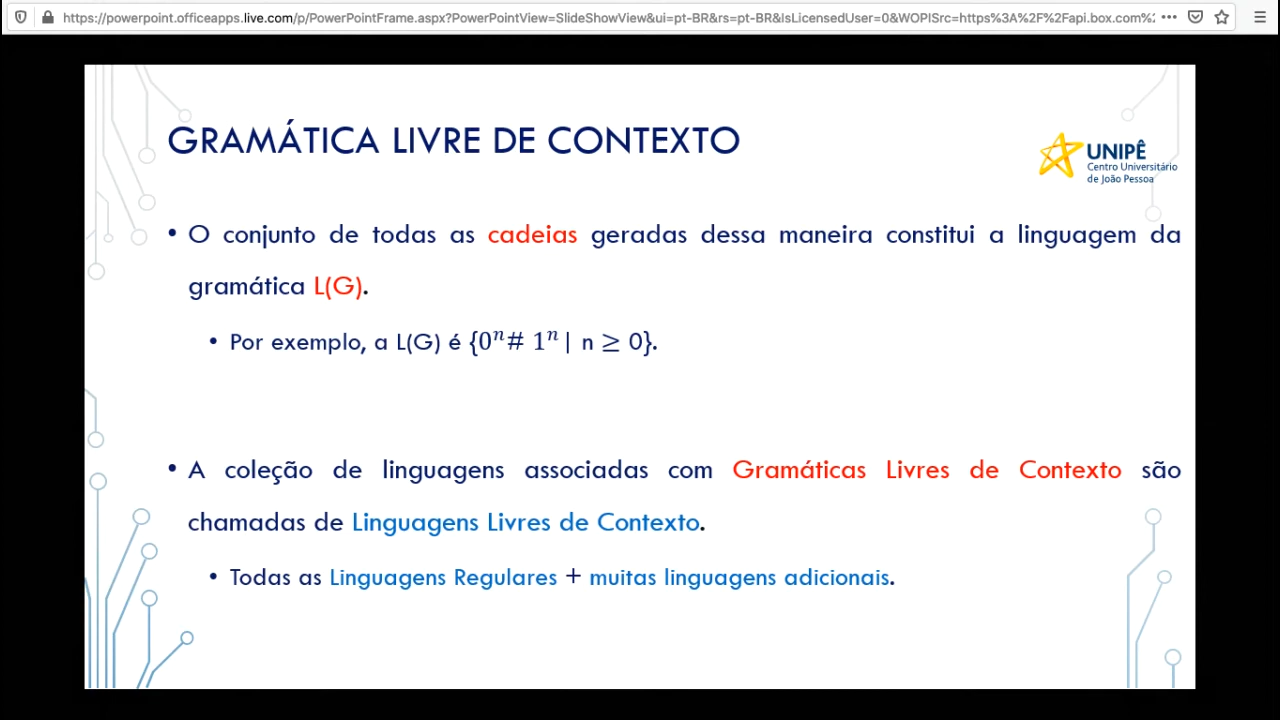 https://powerpoint.officeapps.live.com/p/PowerPointFrame.aspx?PowerPointView=SlideShowView&ui=pt-BR&rs=pt-BR&IsLicensedUser=0&WOPISrc=https%3A%2F%2Fapi.box.com%2
GRAMÁTICA LIVRE DE CONTEXTO
UNIPÊ
Centro Universitário
de João Pessoa
• O conjunto de todas as cadeias geradas dessa maneira constitui a linguagem da
gramática L(G).
• Por exemplo, a L(G) é {0ⁿ# 1ⁿ| n ≥ 0}.
• A coleção de linguagens associadas com Gramáticas Livres de Contexto são
chamadas de Linguagens Livres de Contexto.
• Todas as Linguagens Regulares + muitas linguagens adicionais.